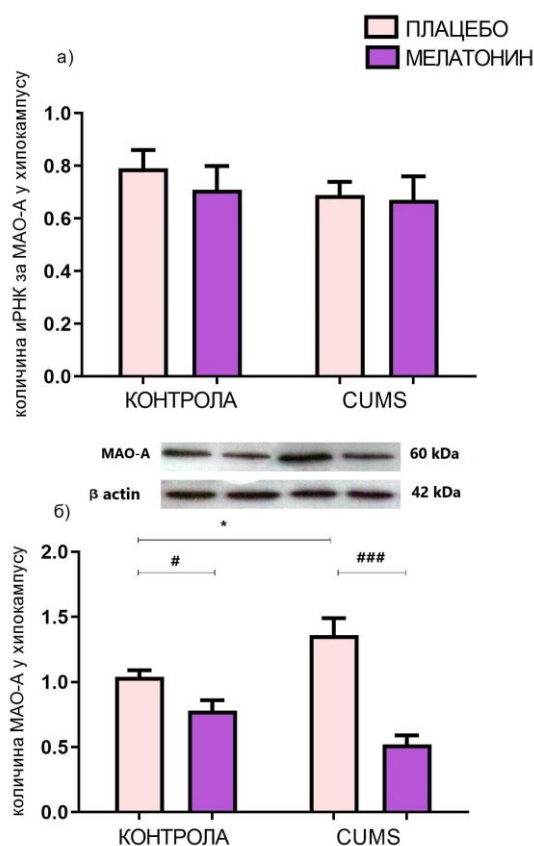 ПЛАЦЕБО
МЕЛАТОНИН
а)
количина иРНК за МАО-А у хипокампусу
1.0
0.8
0.6
0.4
0.2
0.0
КОНТРОЛА CUMS
МАО-А 60 kDa
β actin 42 kDa
б)
*
# ###
количина МАО-А у хипокампусу
2.0
1.5
1.0
0.5
0.0
КОНТРОЛА CUMS